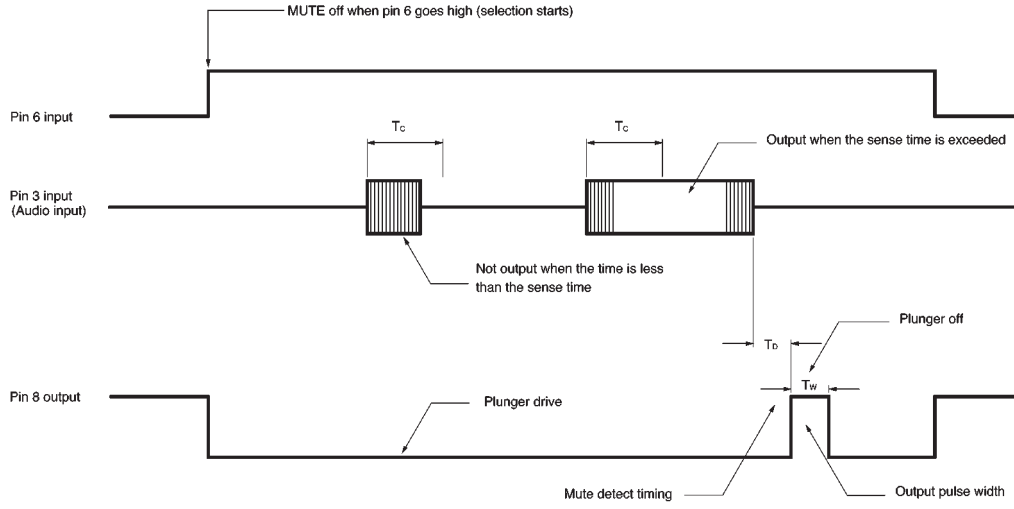 MUTE off when pin 6 goes high (selection starts)
Pin 6 input
TC
TC
Output when the sense time is exceeded
Pin 3 input
(Audio input)
Not output when the time is less
than the sense time
Plunger off
TD
TW
Pin 8 output
Plunger drive
Mute detect timing
Output pulse width